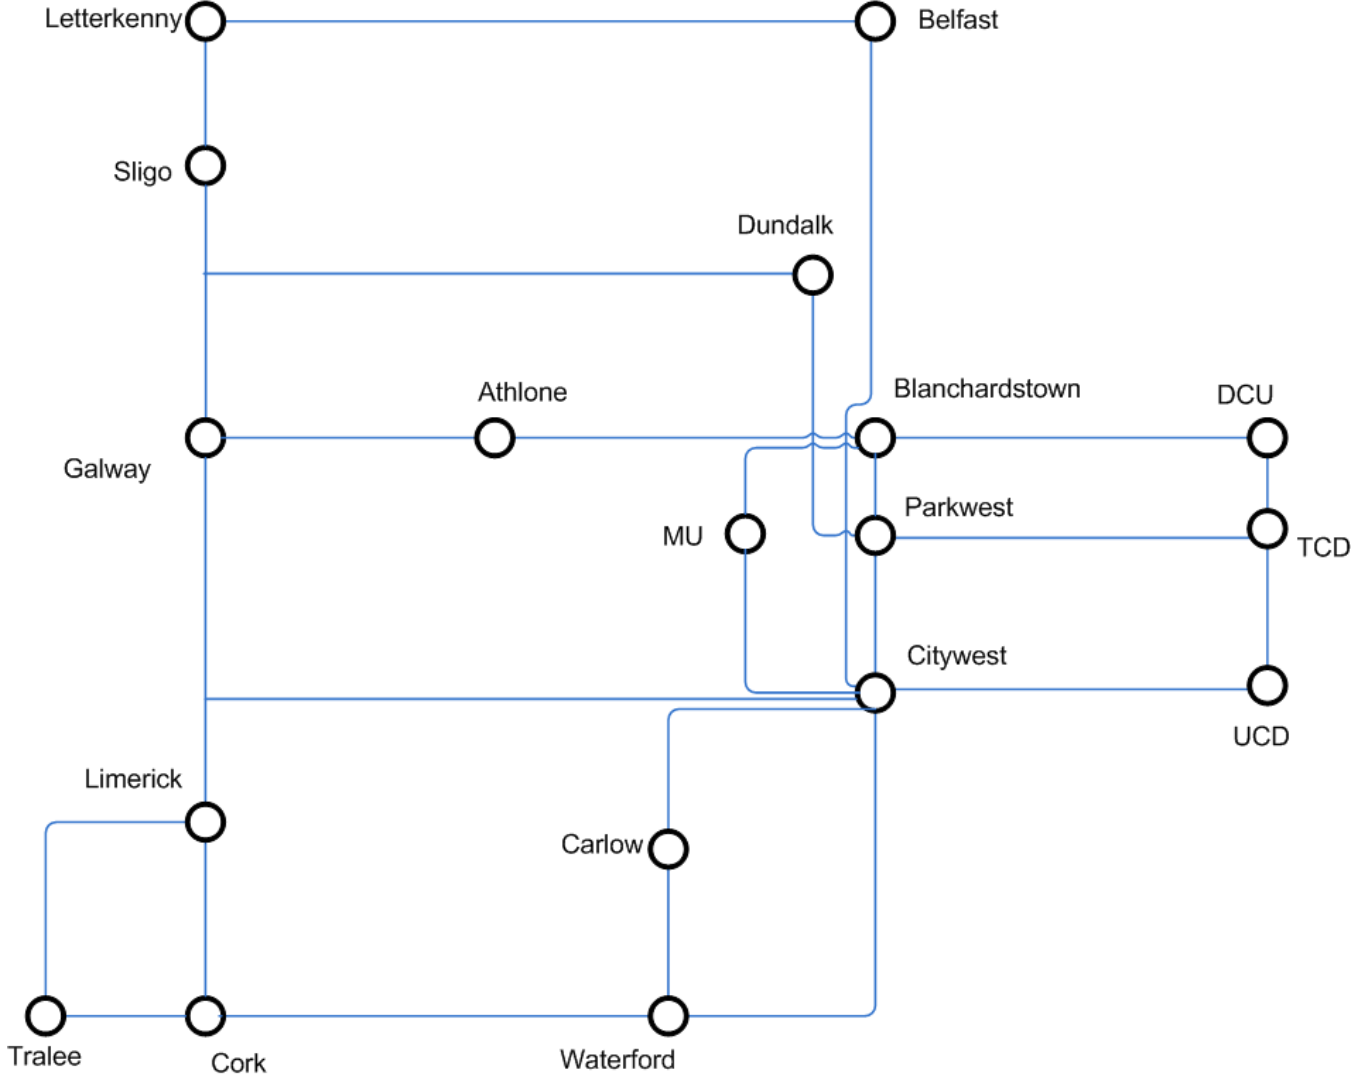 Letterkenny
Belfast
Sligo
Dundalk
Athlone
Blanchardstown
DCU
Galway
Parkwest
MU
TCD
Citywest
UCD
Limerick
Carlow
Tralee
Cork
Waterford